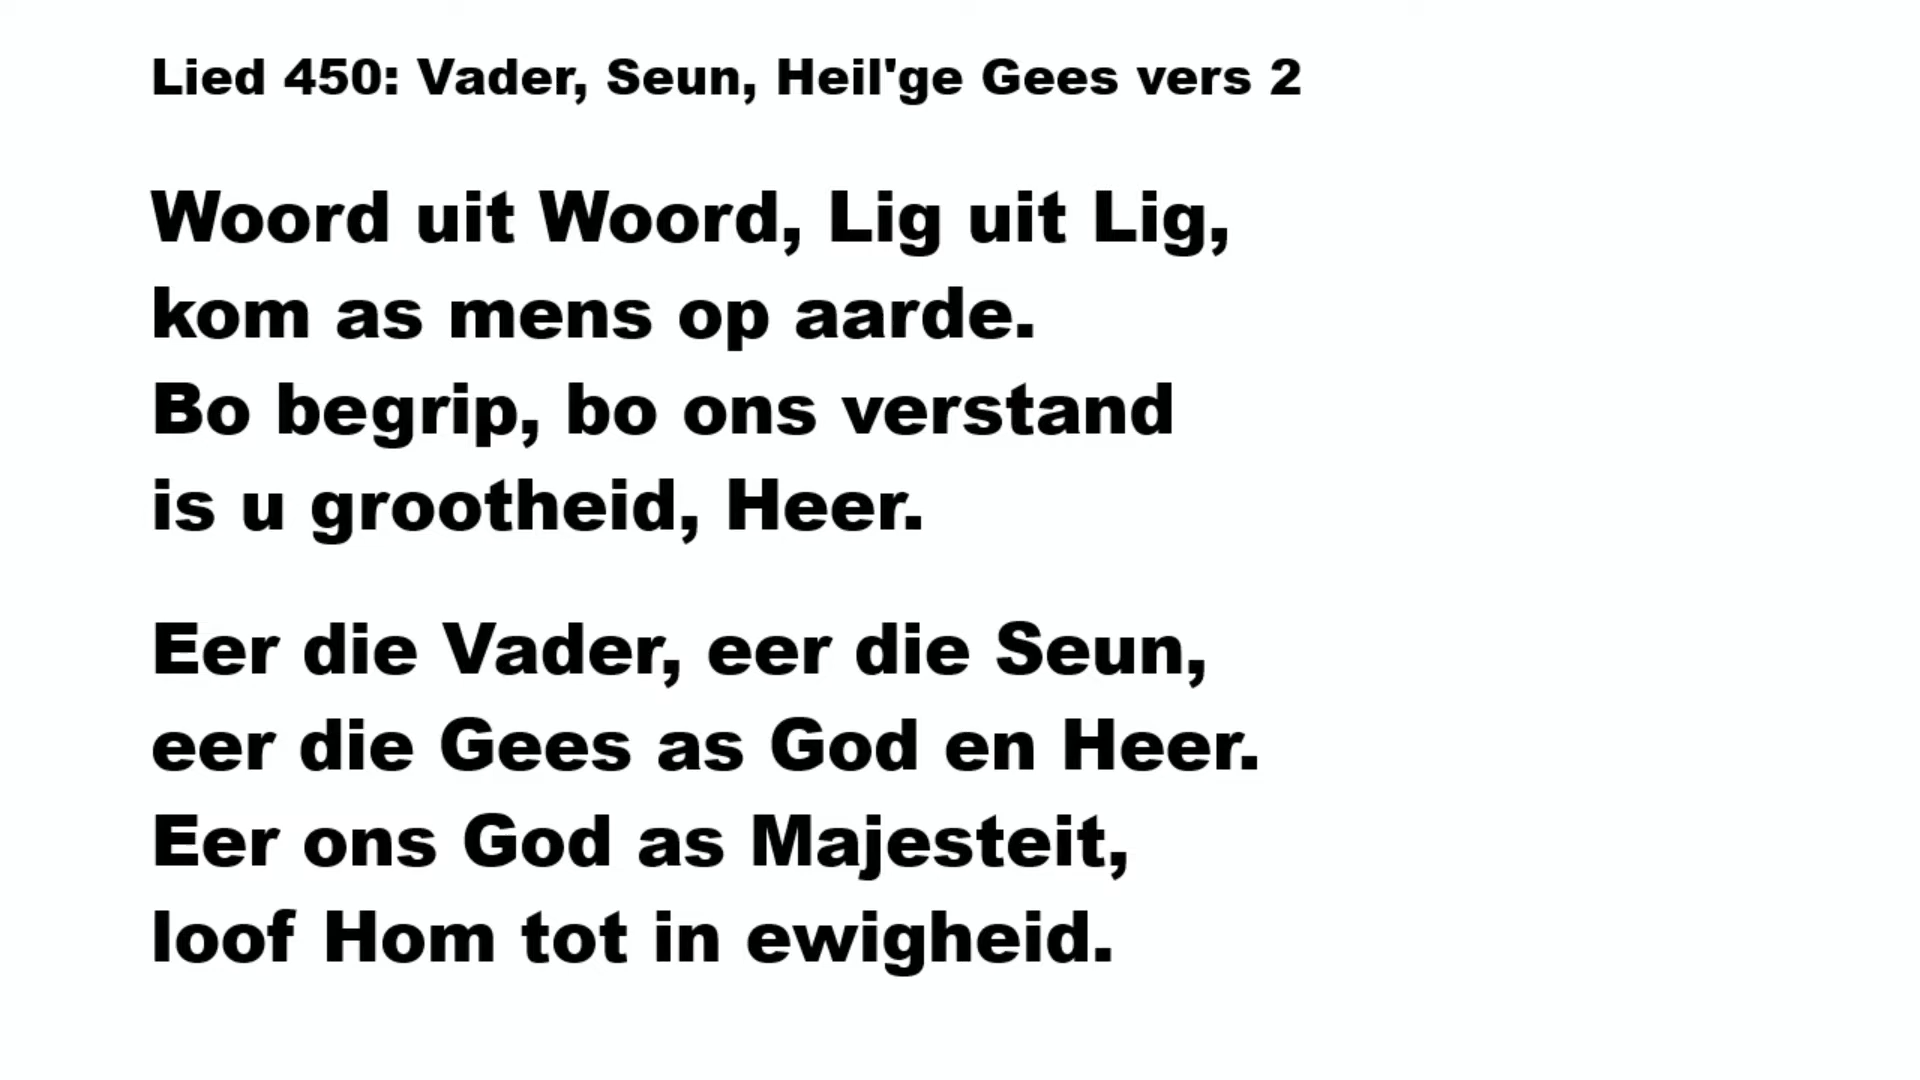 Lied 450: Vader, Seun, Heil'ge Gees vers 2
Woord uit Woord, Lig uit Lig,
kom as mens op aarde.
Bo begrip, bo ons verstand
is u grootheid, Heer.
Eer die Vader, eer die Seun,
eer die Gees as God en Heer.
Eer ons God as Majesteit,
loof Hom tot in ewigheid.